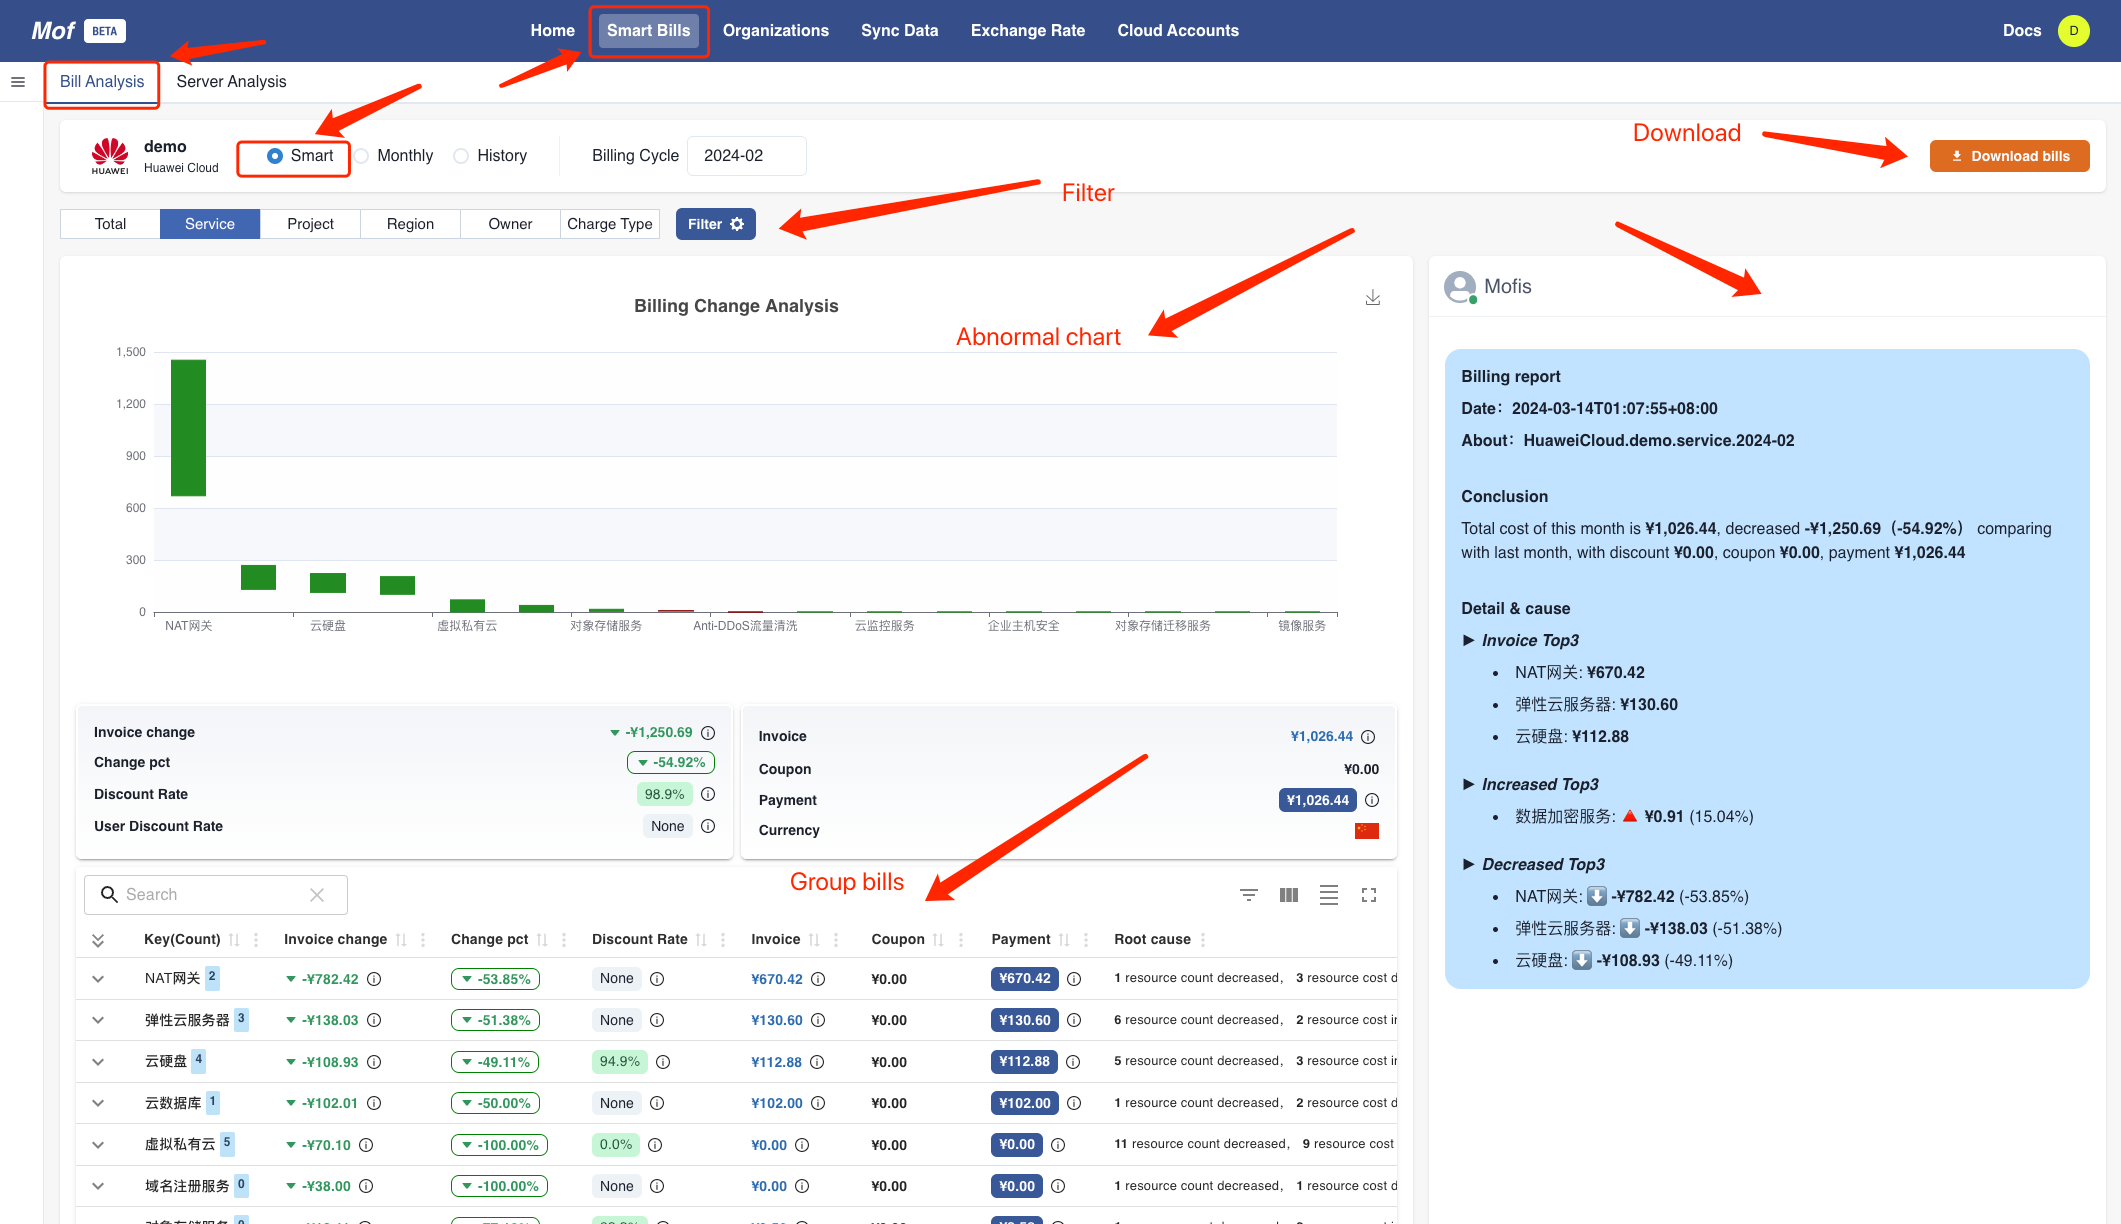 Mof BETA Home Smart Bills Organizations Sync Data Exchange Rate Cloud Accounts Docs D
Bill Analysis Server Analysis
HUAWEI demo Huawei Cloud Smart Monthly History Billing Cycle 2024-02 Download Download bills
Filter
Total Service Project Region Owner Charge Type Filter
Billing Change Analysis
Abnormal chart
1,500
1,200
900
600
300
0
NAT网关 云硬盘 虚拟私有云 对象存储服务 Anti-DDoS流量清洗 云监控服务 企业主机安全 对象存储迁移服务 镜像服务
Invoice change -¥1,250.69
Change pct -54.92%
Discount Rate 98.9%
User Discount Rate None
Invoice ¥1,026.44
Coupon ¥0.00
Payment ¥1,026.44
Currency
Group bills
Search
Key(Count) Invoice change Change pct Discount Rate Invoice Coupon Payment Root cause
NAT网关 2 -¥782.42 -53.85% None ¥670.42 ¥0.00 ¥670.42 1 resource count decreased, 3 resource cost d
弹性云服务器 3 -¥138.03 -51.38% None ¥130.60 ¥0.00 ¥130.60 6 resource count decreased, 2 resource cost ir
云硬盘 4 -¥108.93 -49.11% 94.9% ¥112.88 ¥0.00 ¥112.88 5 resource count decreased, 3 resource cost d
云数据库 1 -¥102.01 -50.00% None ¥102.00 ¥0.00 ¥102.00 1 resource count decreased, 2 resource cost d
虚拟私有云 5 -¥70.10 -100.00% 0.0% ¥0.00 ¥0.00 ¥0.00 11 resource count decreased, 9 resource cost
域名注册服务 0 -¥38.00 -100.00% None ¥0.00 ¥0.00 ¥0.00 1 resource count decreased, 1 resource cost d
Mofis
Billing report
Date：2024-03-14T01:07:55+08:00
About：HuaweiCloud.demo.service.2024-02
Conclusion
Total cost of this month is ¥1,026.44, decreased -¥1,250.69（-54.92%） comparing
with last month, with discount ¥0.00, coupon ¥0.00, payment ¥1,026.44
Detail & cause
► Invoice Top3
• NAT网关: ¥670.42
• 弹性云服务器: ¥130.60
• 云硬盘: ¥112.88
► Increased Top3
• 数据加密服务: 🔺 ¥0.91 (15.04%)
► Decreased Top3
• NAT网关: ⬇️ -¥782.42 (-53.85%)
• 弹性云服务器: ⬇️ -¥138.03 (-51.38%)
• 云硬盘: ⬇️ -¥108.93 (-49.11%)